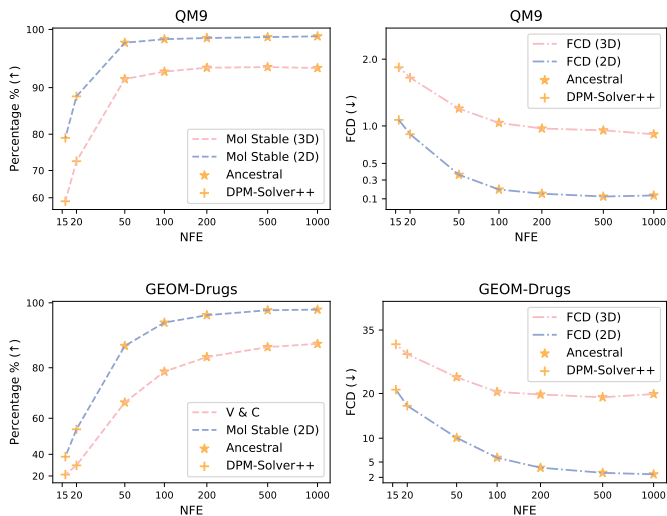 QM9
Percentage % (↑)
100
90
80
70
60
15 20 50 100 200 500 1000
NFE
Mol Stable (3D)
Mol Stable (2D)
Ancestral
DPM-Solver++
QM9
FCD (↓)
2.0
1.0
0.5
0.3
0.1
15 20 50 100 200 500 1000
NFE
FCD (3D)
FCD (2D)
Ancestral
DPM-Solver++
GEOM-Drugs
Percentage % (↑)
100
80
60
40
20
15 20 50 100 200 500 1000
NFE
V & C
Mol Stable (2D)
Ancestral
DPM-Solver++
GEOM-Drugs
FCD (↓)
35
20
10
5
2
15 20 50 100 200 500 1000
NFE
FCD (3D)
FCD (2D)
Ancestral
DPM-Solver++